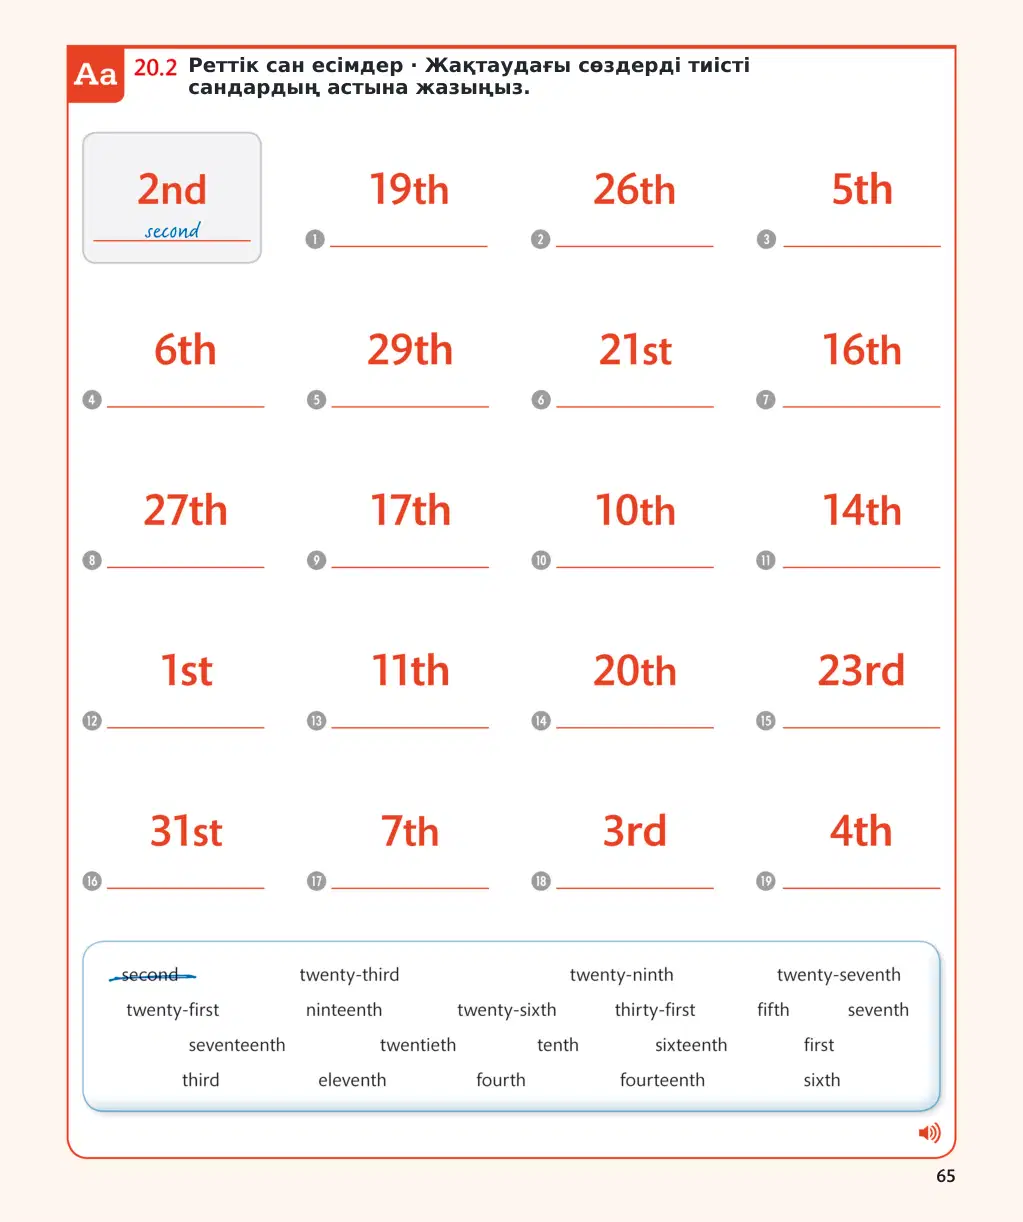 Aa 20.2 Реттік сан есімдер · Жақтаудағы сөздерді тиісті
сандардың астына жазыңыз.
2nd 19th 26th 5th
second 1 2 3
6th 29th 21st 16th
4 5 6 7
27th 17th 10th 14th
8 9 10 11
1st 11th 20th 23rd
12 13 14 15
31st 7th 3rd 4th
16 17 18 19
second twenty-third twenty-ninth twenty-seventh
twenty-first ninteenth twenty-sixth thirty-first fifth seventh
seventeenth twentieth tenth sixteenth first
third eleventh fourth fourteenth sixth
65